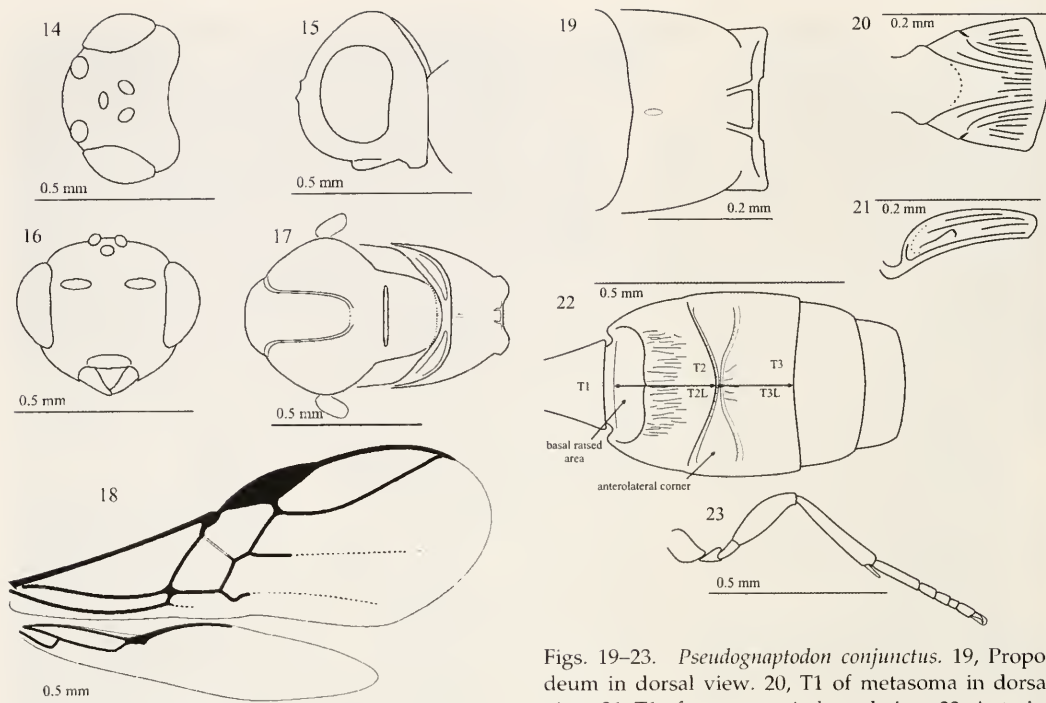 14
15
0.5 mm
0.5 mm
16
17
0.5 mm
0.5 mm
18
0.5 mm
19
0.2 mm
20
0.2 mm
21
0.2 mm
22
0.5 mm
T1
T2
T3
T2L
T3L
basal raised
area
anterolateral corner
23
0.5 mm
Figs. 19–23. Pseudognaptodon conjunctus. 19, Propo-
deum in dorsal view. 20, T1 of metasoma in dorsa